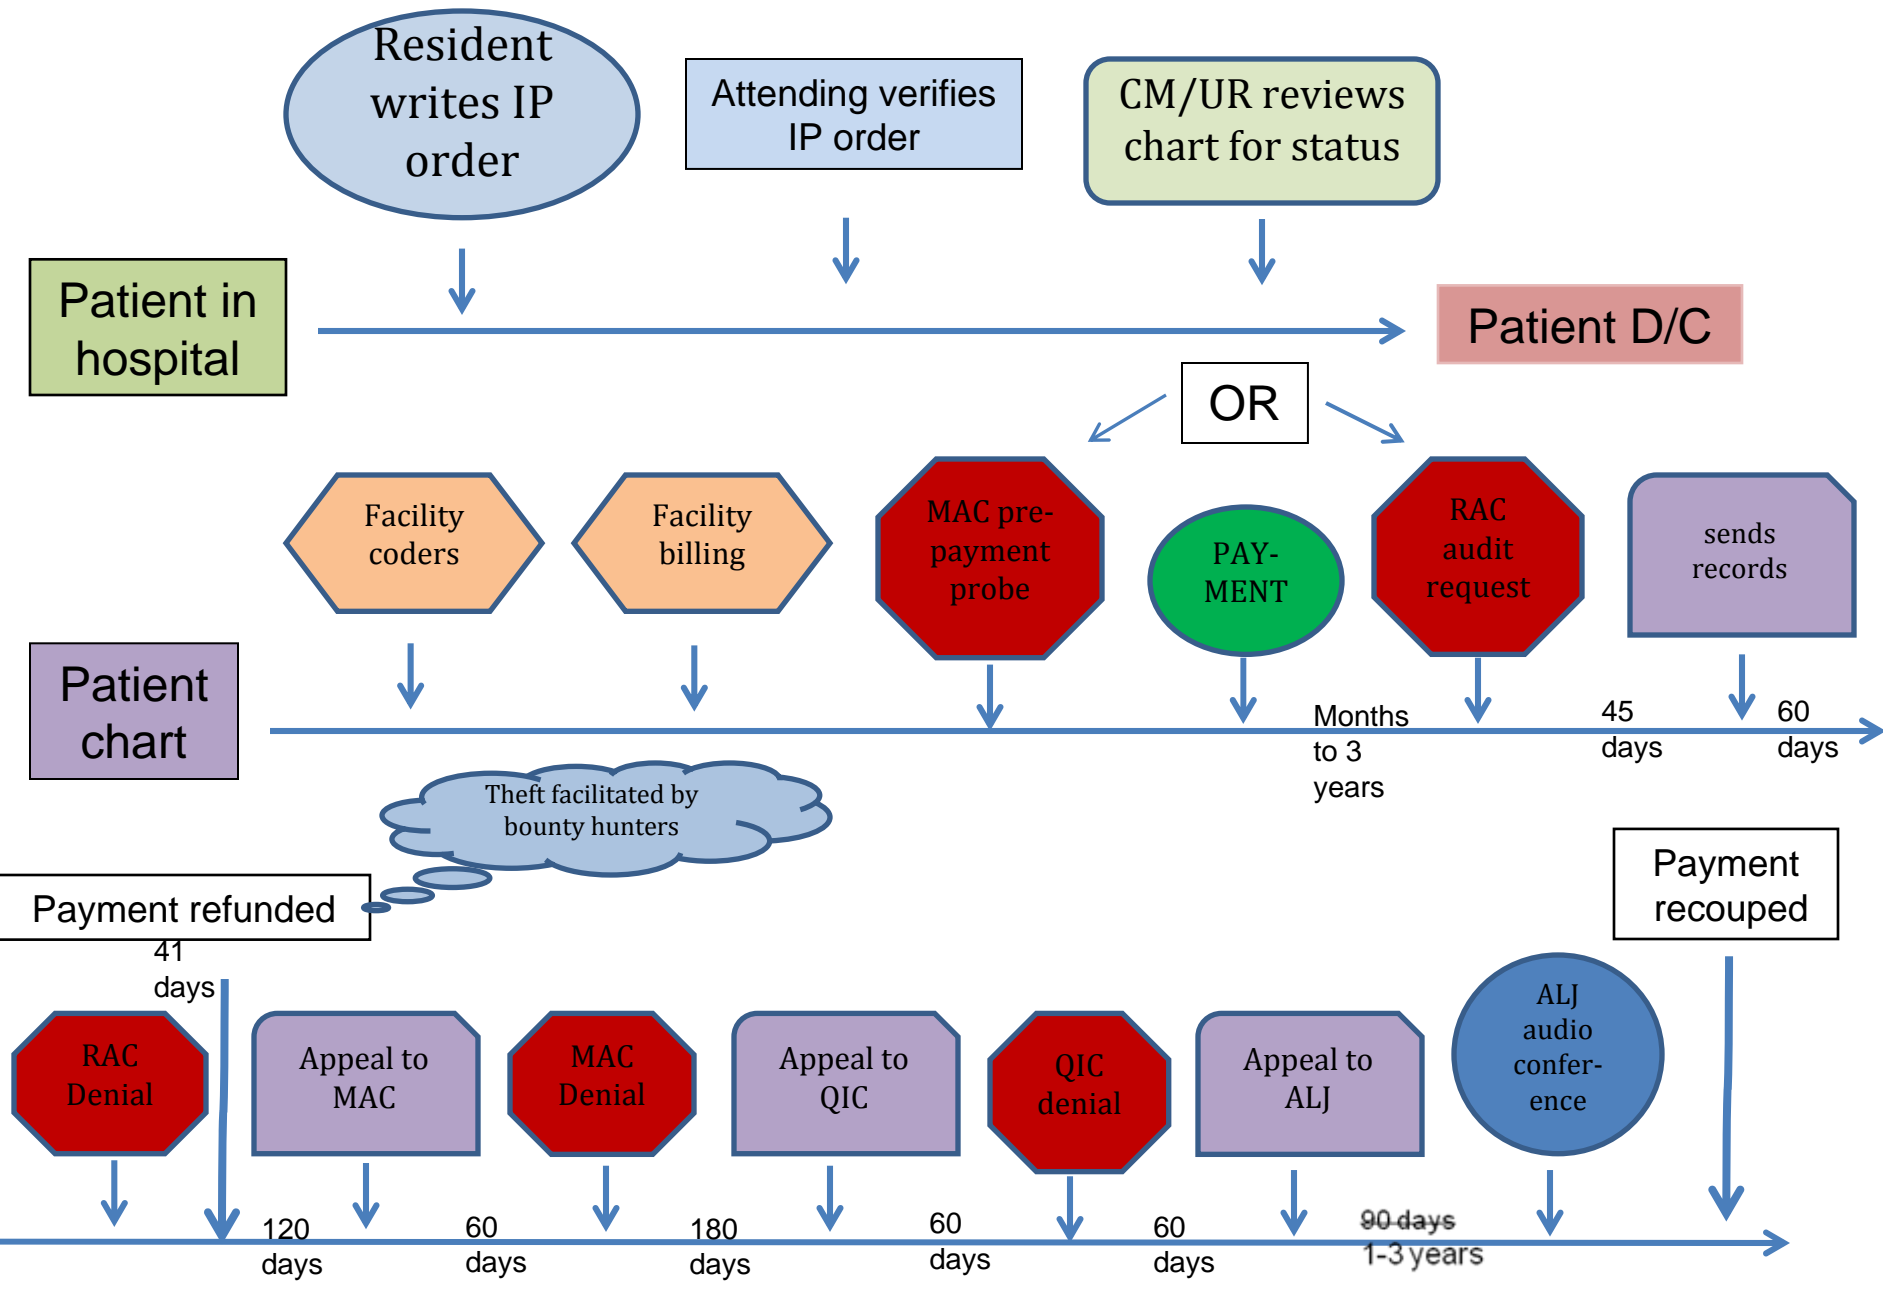 Resident
writes IP
order
Attending verifies
IP order
CM/UR reviews
chart for status
Patient in
hospital
Patient D/C
OR
Facility
coders
Facility
billing
MAC pre-
payment
probe
PAY-
MENT
RAC
audit
request
sends
records
Patient
chart
Months
to 3
years
45
days
60
days
Theft facilitated by
bounty hunters
Payment refunded
Payment
recouped
41
days
RAC
Denial
Appeal to
MAC
MAC
Denial
Appeal to
QIC
QIC
denial
Appeal to
ALJ
ALJ
audio
confer-
ence
120
days
60
days
180
days
60
days
60
days
90 days
1-3 years